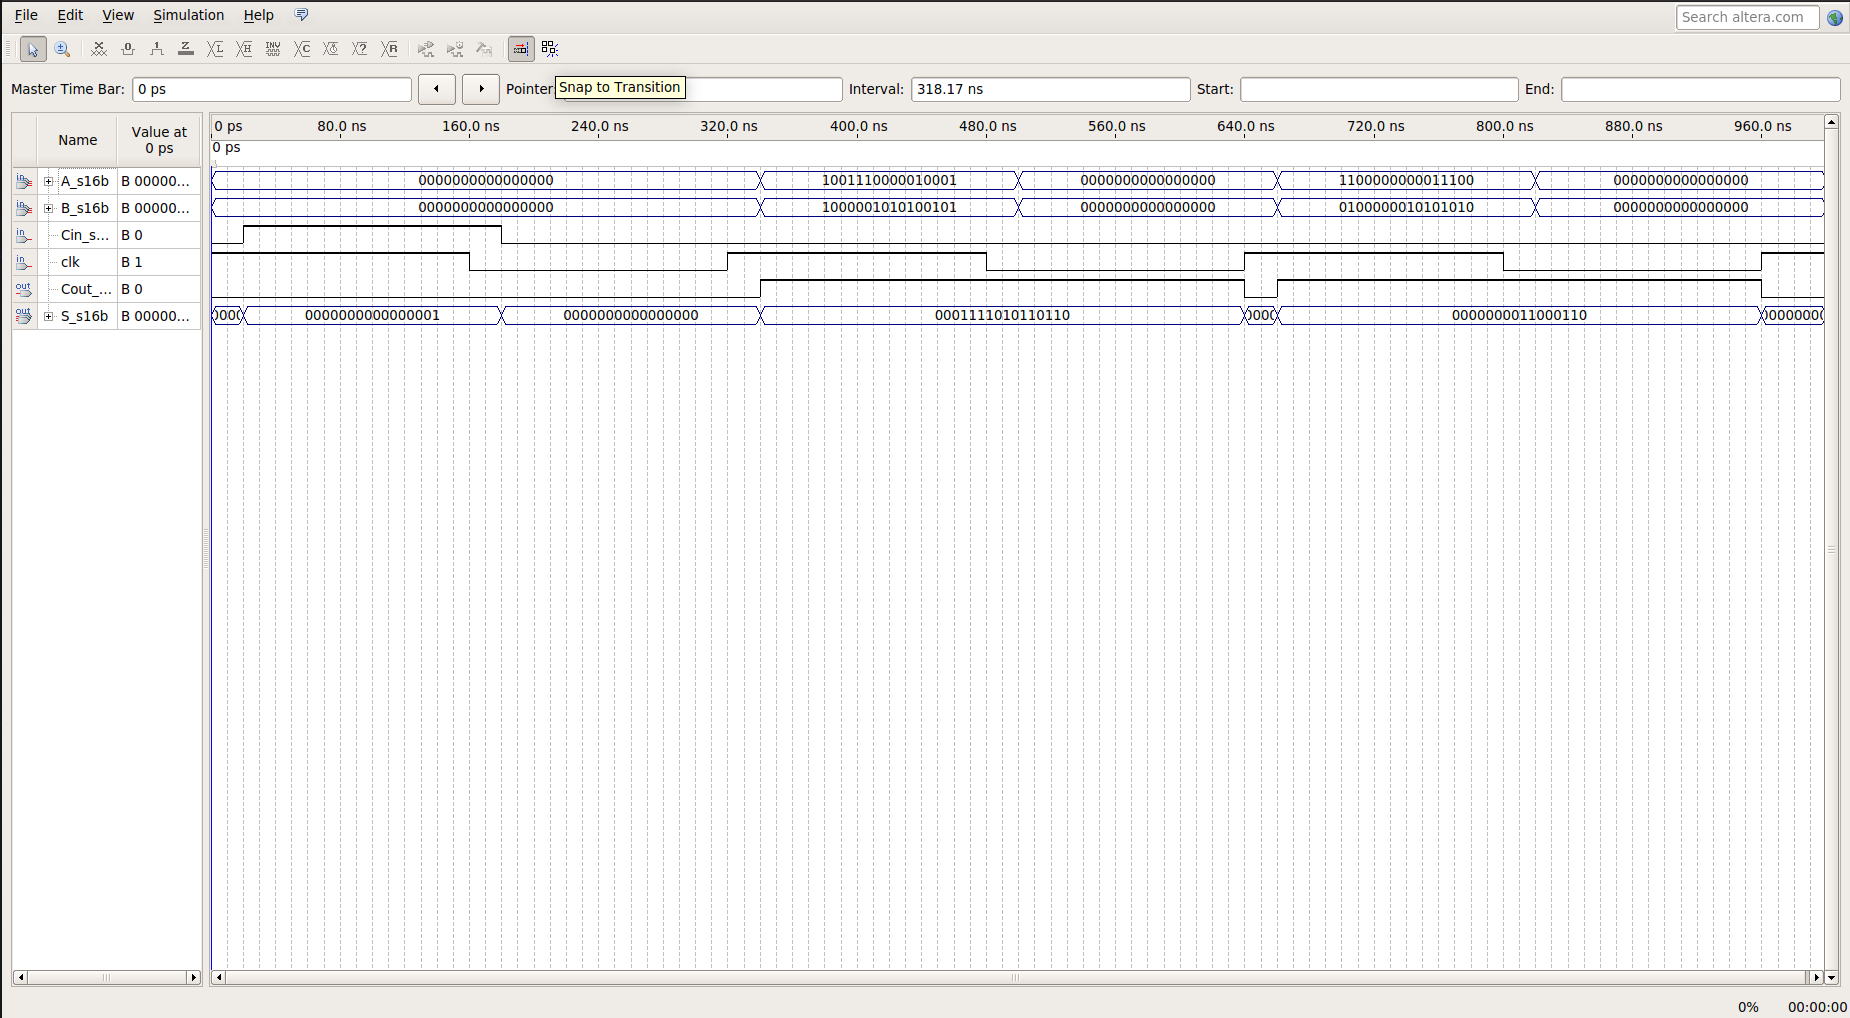 File Edit View Simulation Help
Search altera.com
Master Time Bar: 0 ps Pointer: Snap to Transition Interval: 318.17 ns Start: End:
Name Value at 0 ps
0 ps 80.0 ns 160.0 ns 240.0 ns 320.0 ns 400.0 ns 480.0 ns 560.0 ns 640.0 ns 720.0 ns 800.0 ns 880.0 ns 960.0 ns
0 ps
A_s16b B 00000... 0000000000000000 1001110000010001 0000000000000000 1100000000011100 0000000000000000
B_s16b B 00000... 0000000000000000 1000001010100101 0000000000000000 0100000010101010 0000000000000000
Cin_s... B 0
clk B 1
Cout_... B 0
S_s16b B 00000... 0000000000000001 0000000000000000 0001111010110110 0000000011000110
0% 00:00:00